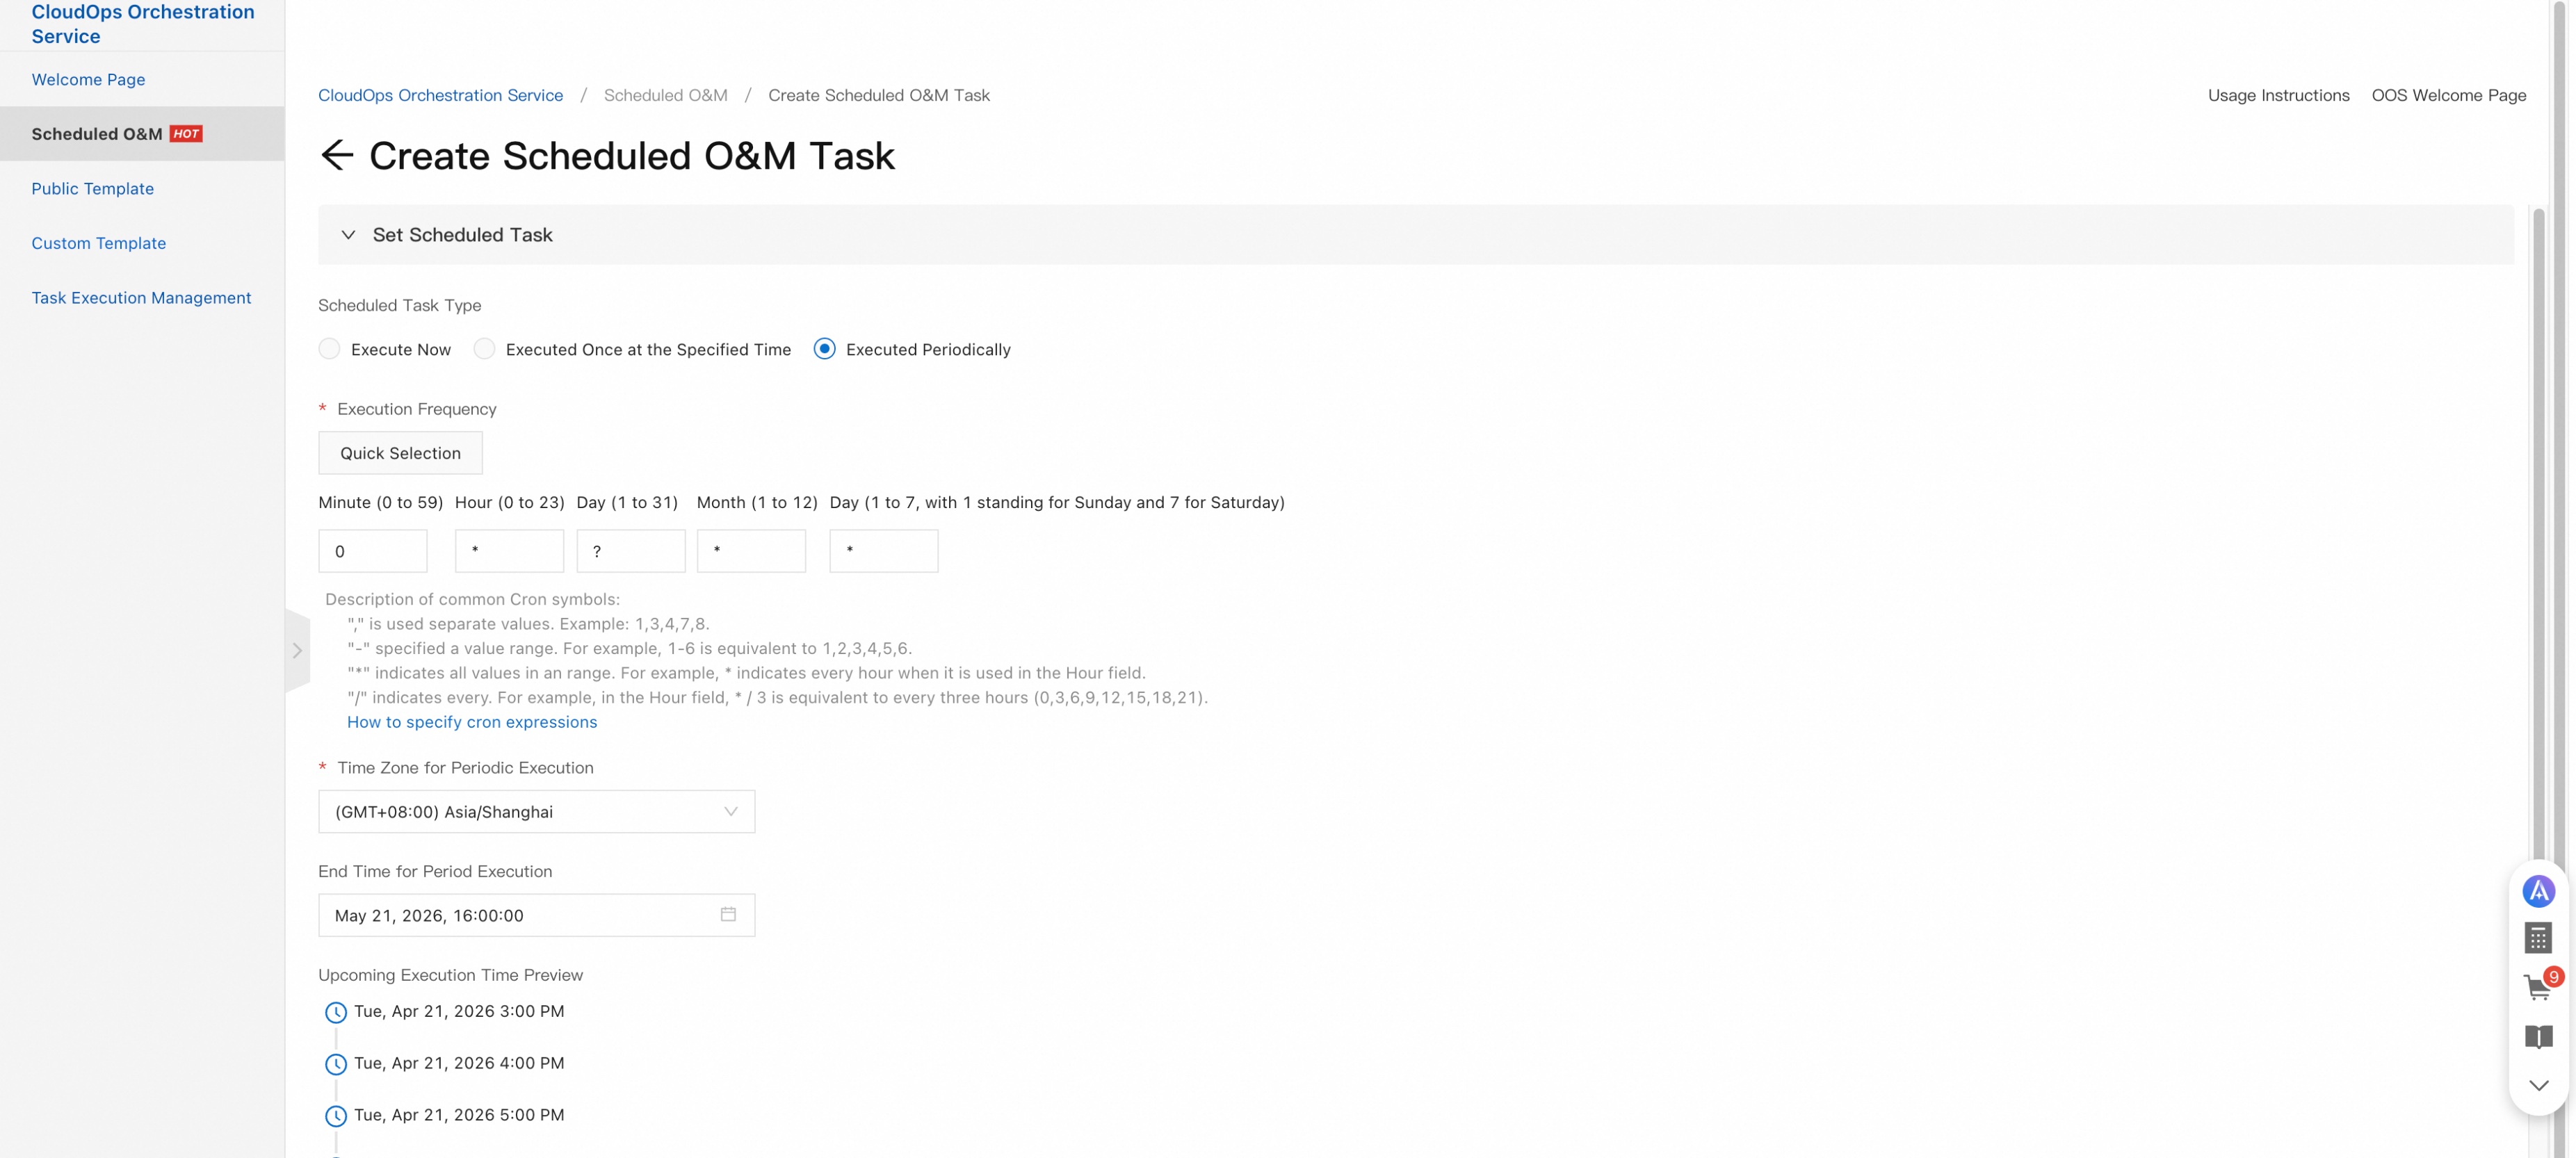 CloudOps Orchestration
Service
Welcome Page
Scheduled O&M HOT
Public Template
Custom Template
Task Execution Management
CloudOps Orchestration Service / Scheduled O&M / Create Scheduled O&M Task
Usage Instructions OOS Welcome Page
← Create Scheduled O&M Task
Set Scheduled Task
Scheduled Task Type
Execute Now Executed Once at the Specified Time Executed Periodically
* Execution Frequency
Quick Selection
Minute (0 to 59) Hour (0 to 23) Day (1 to 31) Month (1 to 12) Day (1 to 7, with 1 standing for Sunday and 7 for Saturday)
0 * ? * *
Description of common Cron symbols:
"," is used separate values. Example: 1,3,4,7,8.
"-" specified a value range. For example, 1-6 is equivalent to 1,2,3,4,5,6.
"*" indicates all values in an range. For example, * indicates every hour when it is used in the Hour field.
"/" indicates every. For example, in the Hour field, * / 3 is equivalent to every three hours (0,3,6,9,12,15,18,21).
How to specify cron expressions
* Time Zone for Periodic Execution
(GMT+08:00) Asia/Shanghai
End Time for Period Execution
May 21, 2026, 16:00:00
Upcoming Execution Time Preview
Tue, Apr 21, 2026 3:00 PM
Tue, Apr 21, 2026 4:00 PM
Tue, Apr 21, 2026 5:00 PM
9